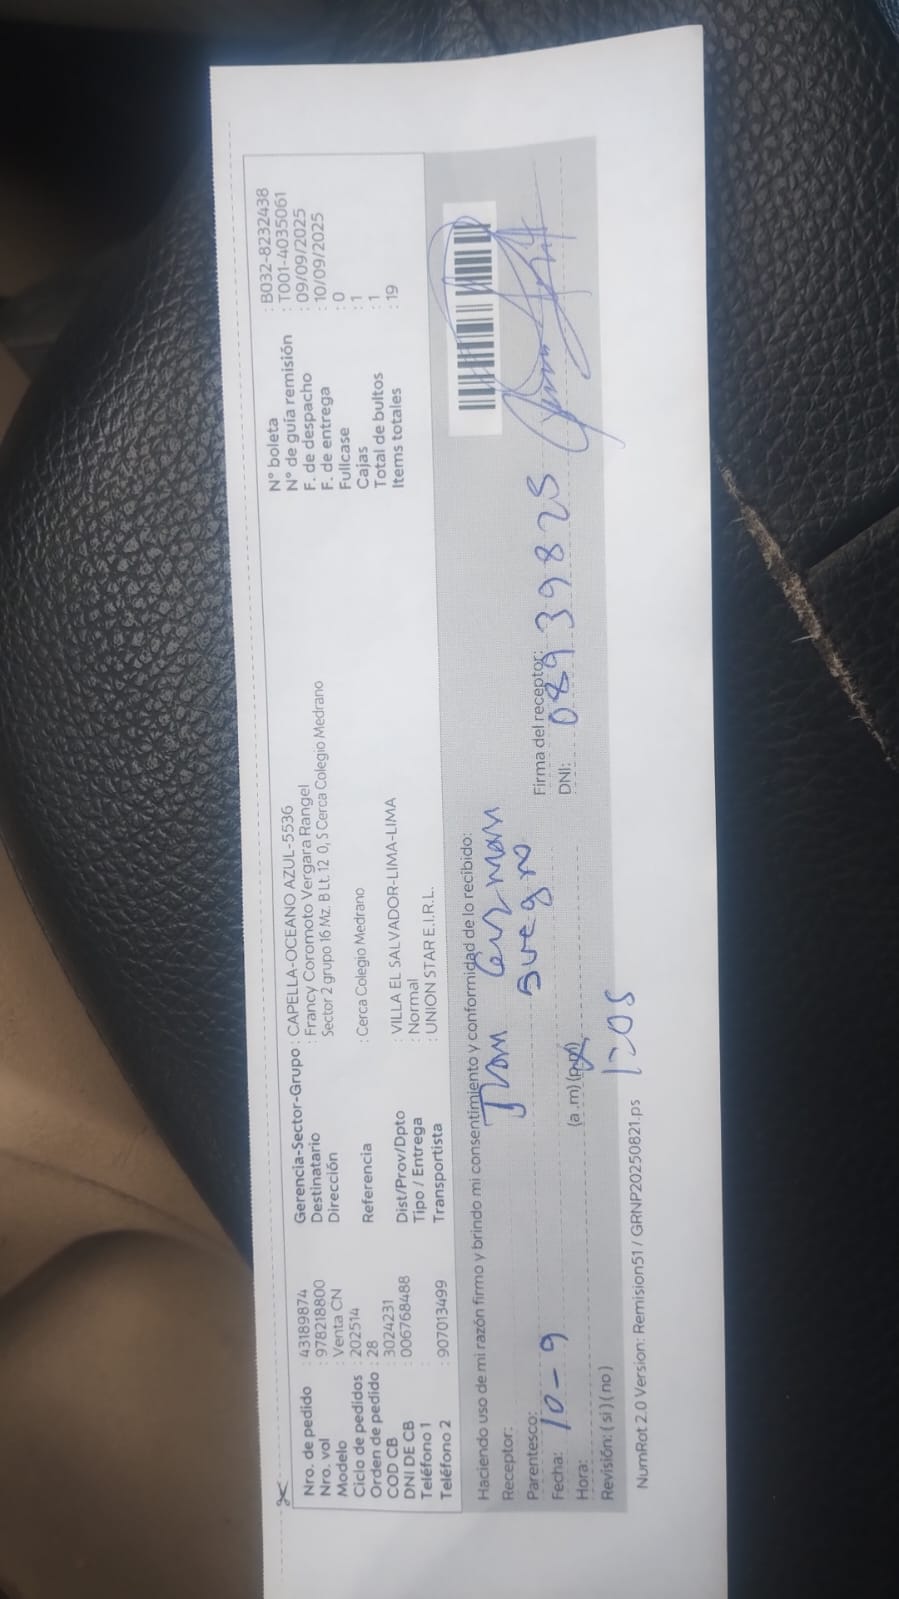 Nro. de pedido : 43189874
Nro. vol : 978218800
Modelo : Venta CN
Ciclo de pedidos : 202514
Orden de pedido : 28
COD CB : 3024231
DNI DE CB : 006768488
Teléfono 1 :
Teléfono 2 : 907013499
Gerencia-Sector-Grupo : CAPELLA-OCEANO AZUL-5536
Destinatario : Francy Coromoto Vergara Rangel
Dirección : Sector 2 grupo 16 Mz. B Lt. 12 0, S Cerca Colegio Medrano
Referencia : Cerca Colegio Medrano
Dist/Prov/Dpto : VILLA EL SALVADOR-LIMA-LIMA
Tipo / Entrega : Normal
Transportista : UNION STAR E.I.R.L.
N° boleta : B032-8232438
N° de guía remisión : T001-4035061
F. de despacho : 09/09/2025
F. de entrega : 10/09/2025
Fullcase : 0
Cajas : 1
Total de bultos : 1
Items totales : 19
Haciendo uso de mi razón firmo y brindo mi consentimiento y conformidad de lo recibido:
Receptor:
Parentesco: suegro
Firma del receptor:
Fecha: 10-9
DNI: 08939825
Hora: (a .m) (p.m)
1205
Revisión: ( si ) ( no )
NumRot 2.0 Version: Remision51 / GRNP20250821.ps